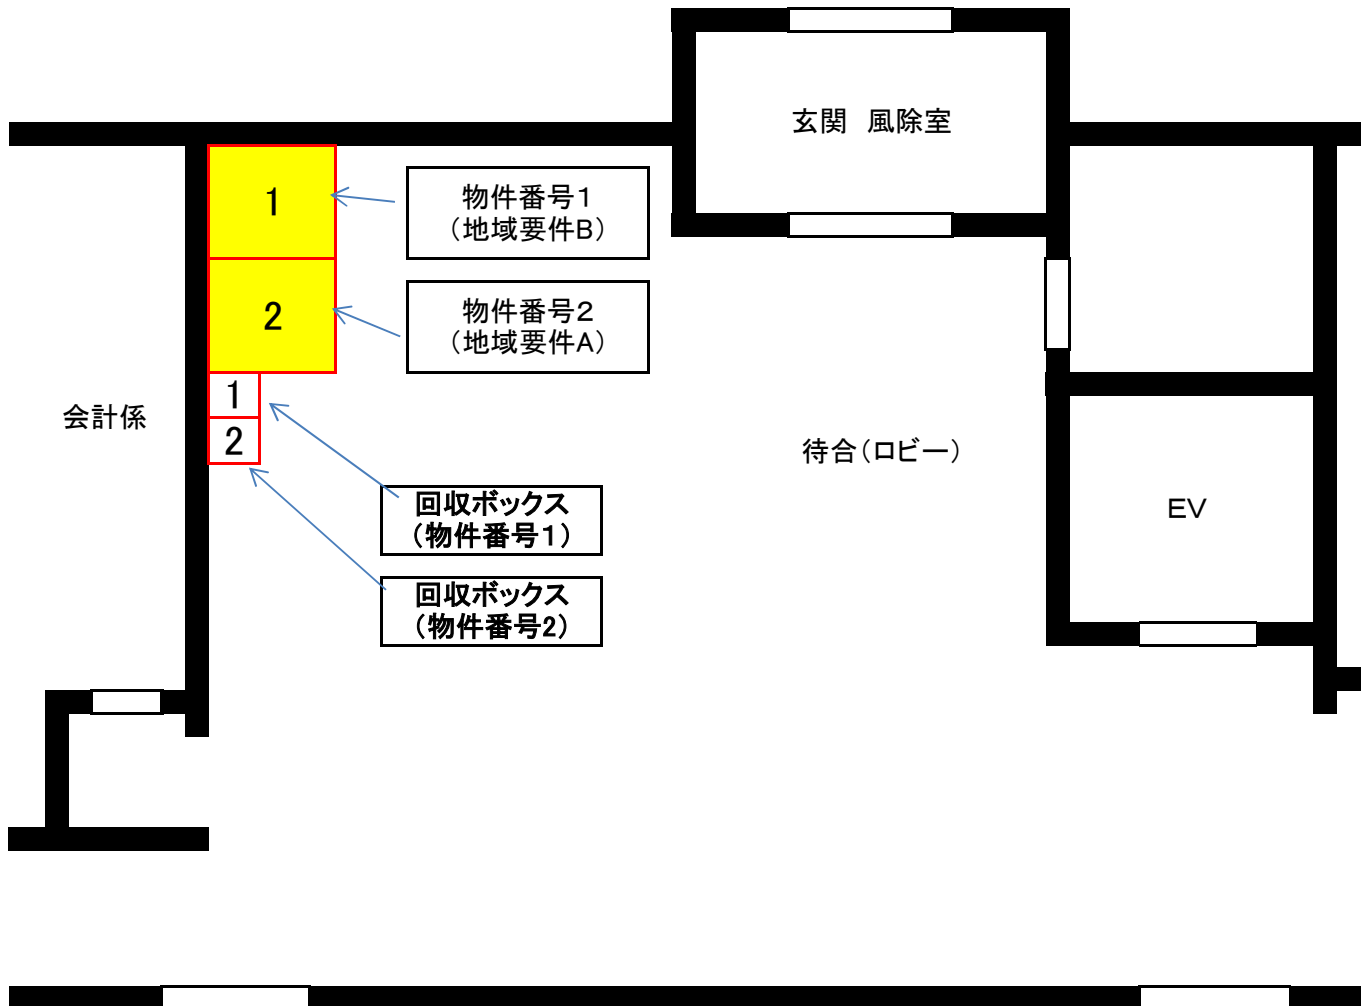 玄関　風除室
1
物件番号１
（地域要件B）
2
物件番号２
（地域要件A）
1
2
会計係
待合（ロビー）
回収ボックス
（物件番号１）
EV
回収ボックス
（物件番号2）